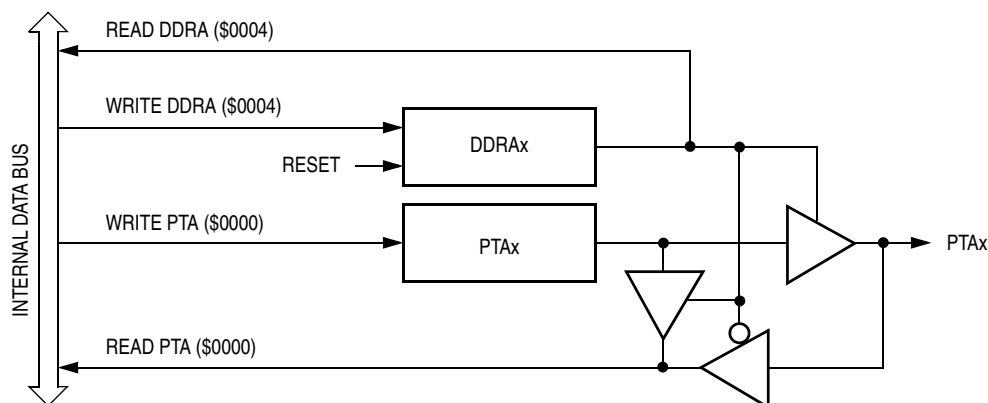 READ DDRA ($0004)
WRITE DDRA ($0004)
DDRAx
RESET
INTERNAL DATA BUS
WRITE PTA ($0000)
PTAx
PTAx
READ PTA ($0000)